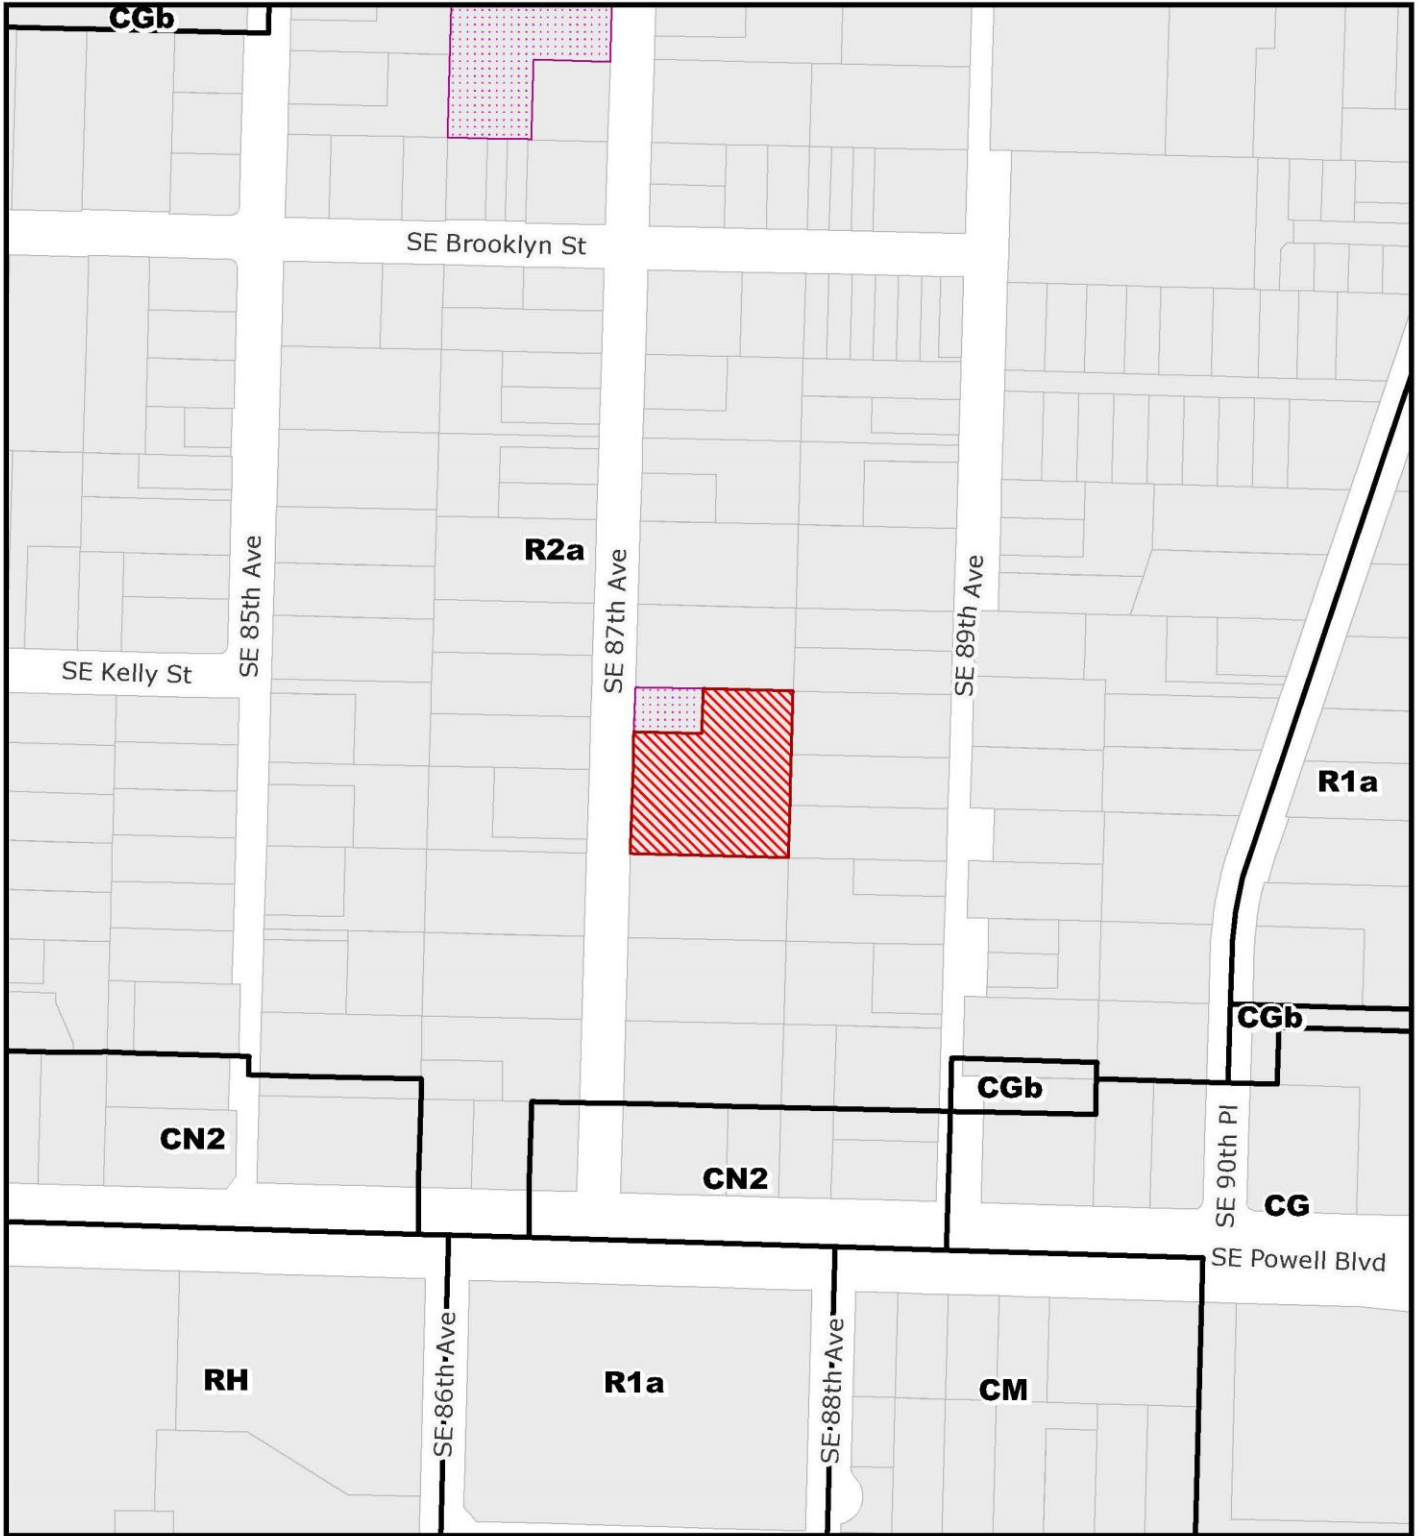 CGb
SE Brooklyn St
R2a
SE 85th Ave
SE 87th Ave
SE 89th Ave
SE Kelly St
R1a
CGb
CGb
CN2
CN2
SE 90th Pl
CG
SE Powell Blvd
SE 86th Ave
SE 88th Ave
RH
R1a
CM